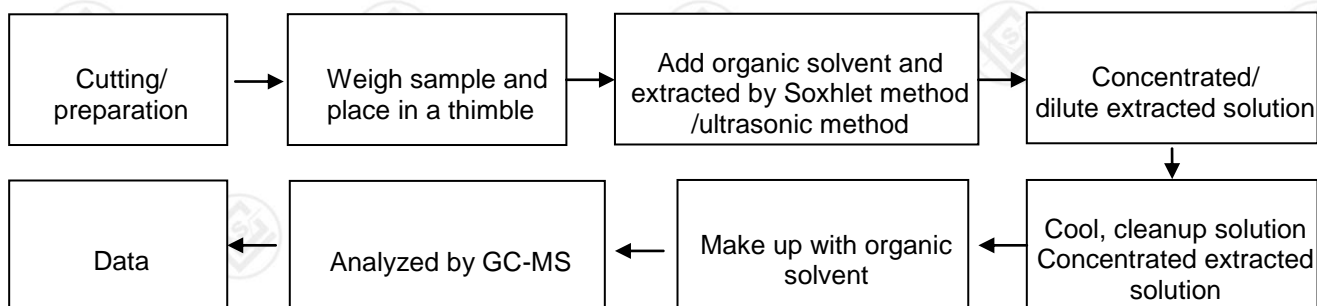 Cutting/
preparation
Weigh sample and
place in a thimble
Add organic solvent and
extracted by Soxhlet method
/ultrasonic method
Concentrated/
dilute extracted solution
Cool, cleanup solution
Concentrated extracted
solution
Make up with organic
solvent
Analyzed by GC-MS
Data